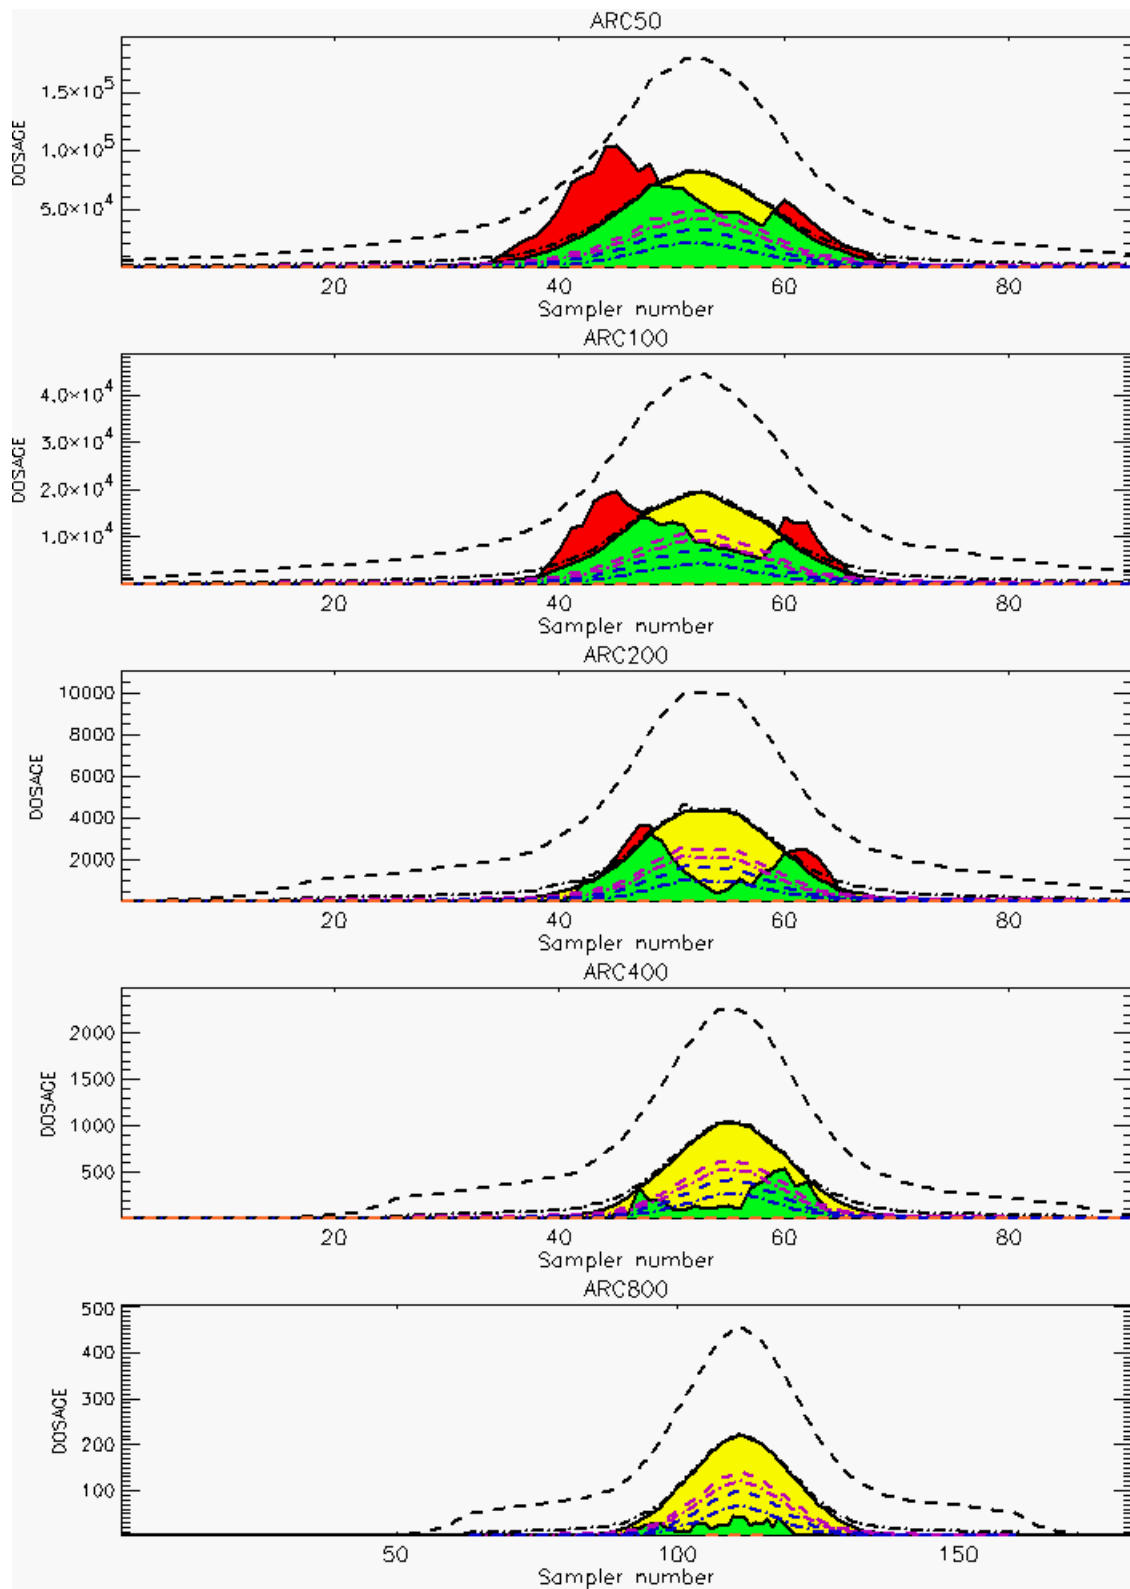 ARC50
1.5×10⁵
1.0×10⁵
5.0×10⁴
DOSAGE
20 40 60 80
Sampler number
ARC100
4.0×10⁴
3.0×10⁴
2.0×10⁴
1.0×10⁴
DOSAGE
20 40 60 80
Sampler number
ARC200
10000
8000
6000
4000
2000
DOSAGE
20 40 60 80
Sampler number
ARC400
2000
1500
1000
500
DOSAGE
20 40 60 80
Sampler number
ARC800
500
400
300
200
100
DOSAGE
50 100 150
Sampler number